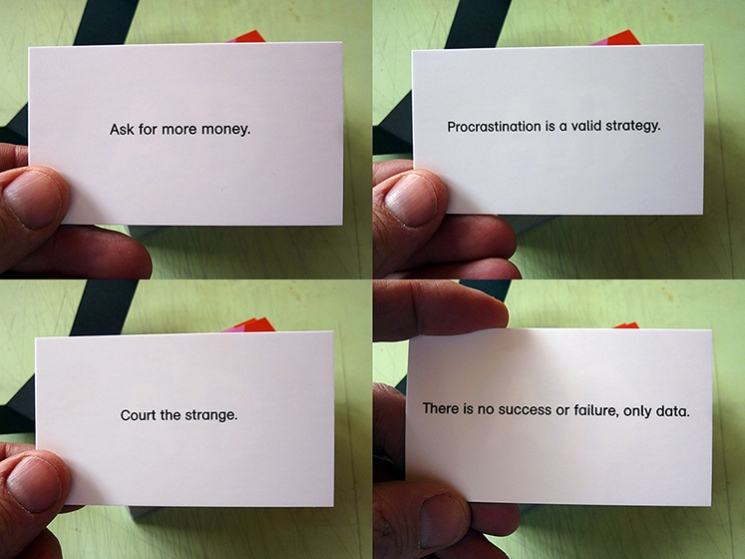 Ask for more money.
Procrastination is a valid strategy.
Court the strange.
There is no success or failure, only data.